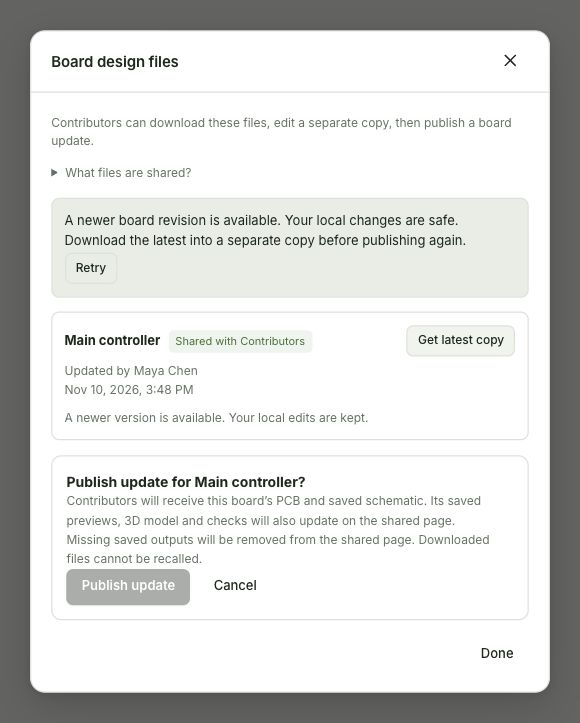 Board design files
Contributors can download these files, edit a separate copy, then publish a board
update.
What files are shared?
A newer board revision is available. Your local changes are safe.
Download the latest into a separate copy before publishing again.
Retry
Main controller
Shared with Contributors
Get latest copy
Updated by Maya Chen
Nov 10, 2026, 3:48 PM
A newer version is available. Your local edits are kept.
Publish update for Main controller?
Contributors will receive this board’s PCB and saved schematic. Its saved
previews, 3D model and checks will also update on the shared page.
Missing saved outputs will be removed from the shared page. Downloaded
files cannot be recalled.
Publish update
Cancel
Done